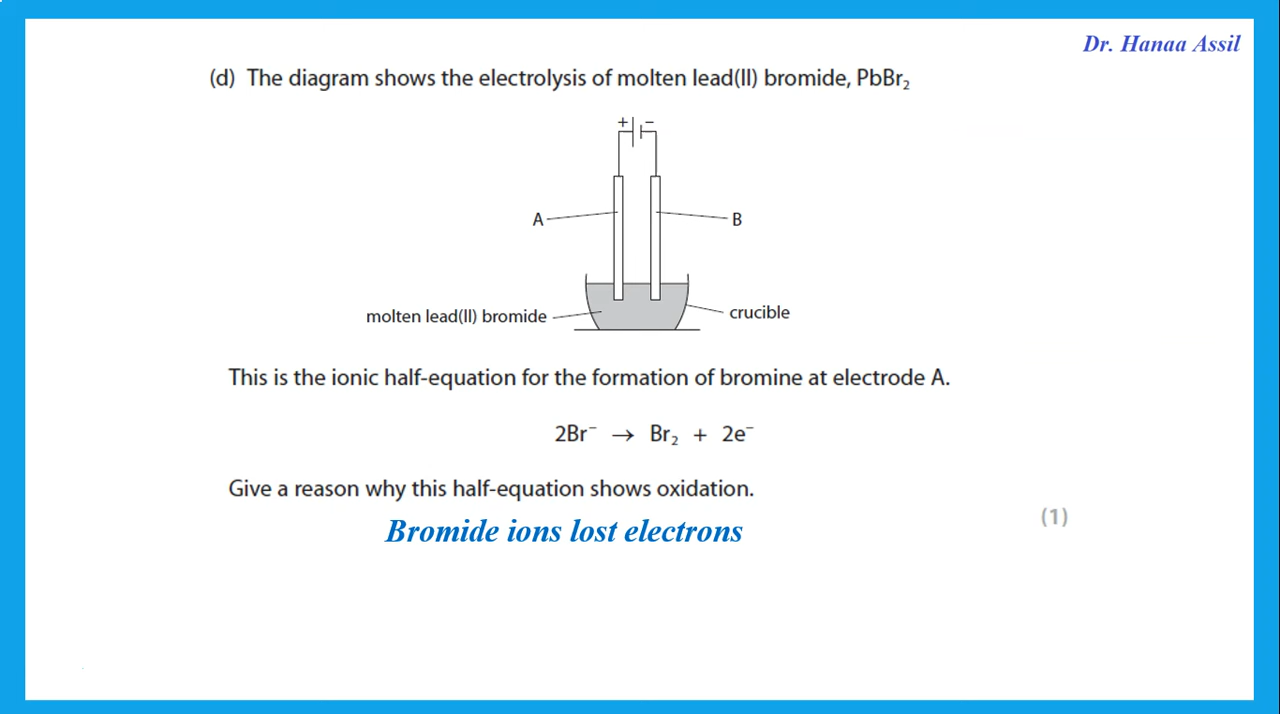 Dr. Hanaa Assil
(d) The diagram shows the electrolysis of molten lead(II) bromide, PbBr₂
+ −
A
B
molten lead(II) bromide
crucible
This is the ionic half-equation for the formation of bromine at electrode A.
2Br⁻ → Br₂ + 2e⁻
Give a reason why this half-equation shows oxidation.
(1)
Bromide ions lost electrons